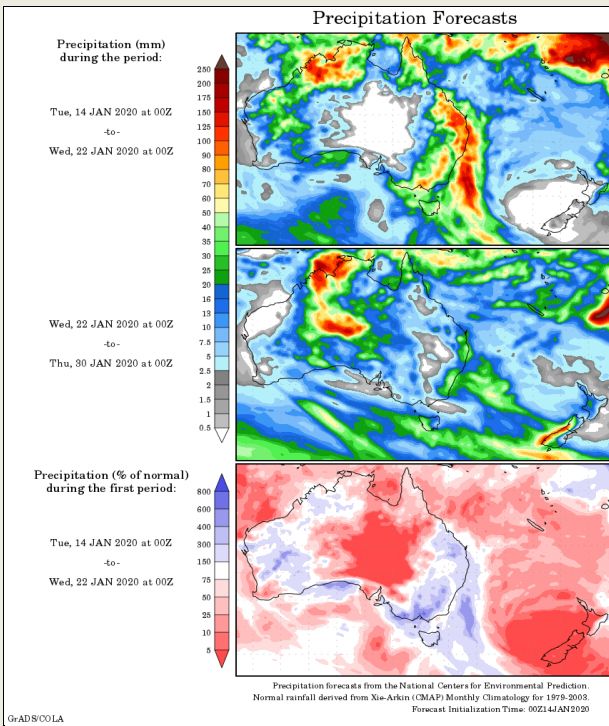 Precipitation Forecasts
Precipitation (mm)
during the period:
Tue, 14 JAN 2020 at 00Z
-to-
Wed, 22 JAN 2020 at 00Z
250
200
175
150
125
100
90
80
70
60
50
40
35
30
25
20
16
13
10
7.5
5
2.5
2
1.5
1
0.5
Wed, 22 JAN 2020 at 00Z
-to-
Thu, 30 JAN 2020 at 00Z
Precipitation (% of normal)
during the first period:
Tue, 14 JAN 2020 at 00Z
-to-
Wed, 22 JAN 2020 at 00Z
800
600
400
300
150
75
50
25
10
5
Precipitation forecasts from the National Centers for Environmental Prediction.
Normal rainfall derived from Xie-Arkin (CMAP) Monthly Climatology for 1979-2003.
Forecast Initialization Time: 00Z14JAN2020
GrADS/COLA